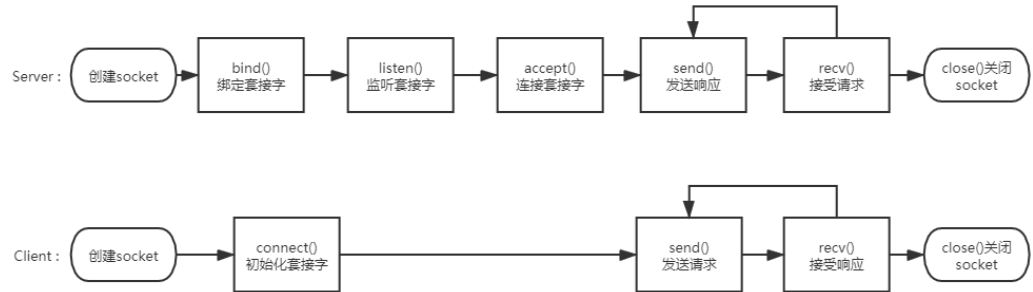 Server :
创建socket
bind()
绑定套接字
listen()
监听套接字
accept()
连接套接字
send()
发送响应
recv()
接受请求
close()关闭
socket
Client :
创建socket
connect()
初始化套接字
send()
发送请求
recv()
接受响应
close()关闭
socket